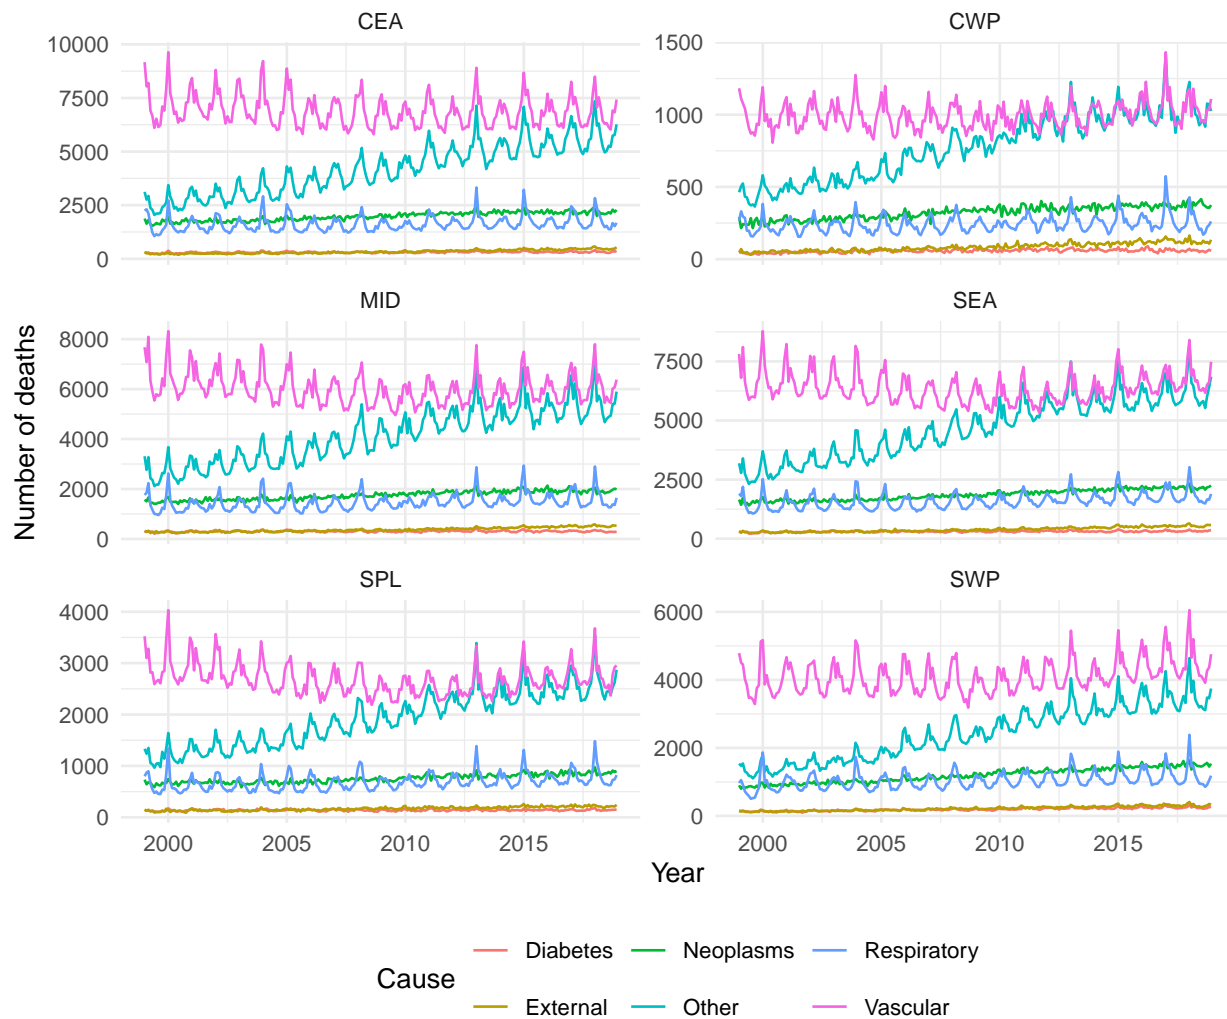 CEA
CWP
10000
7500
5000
2500
0
1500
1000
500
0
MID
SEA
8000
6000
4000
2000
0
7500
5000
2500
0
SPL
SWP
4000
3000
2000
1000
0
6000
4000
2000
0
2000 2005 2010 2015
2000 2005 2010 2015
Number of deaths
Year
Cause
Diabetes Neoplasms Respiratory
External Other Vascular